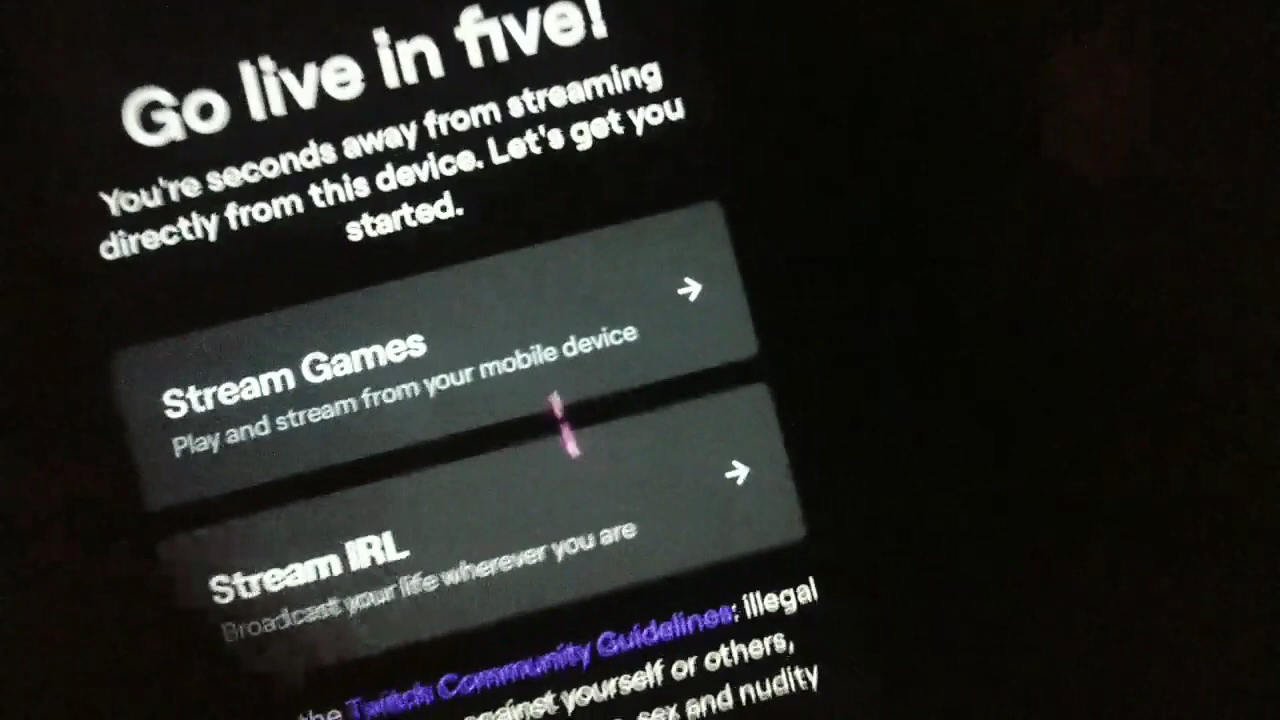 Go live in five!
You're seconds away from streaming
directly from this device. Let's get you
started.
Stream Games
Play and stream from your mobile device
Stream IRL
Broadcast your life wherever you are
the Twitch Community Guidelines: illegal
against yourself or others,
sex and nudity